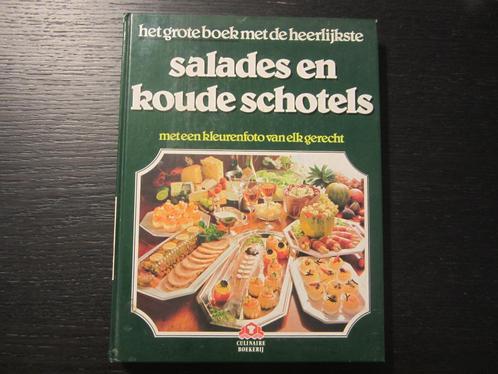 het grote boek met de heerlijkste
salades en
koude schotels
met een kleurenfoto van elk gerecht
CULINAIRE
BOEKERIJ